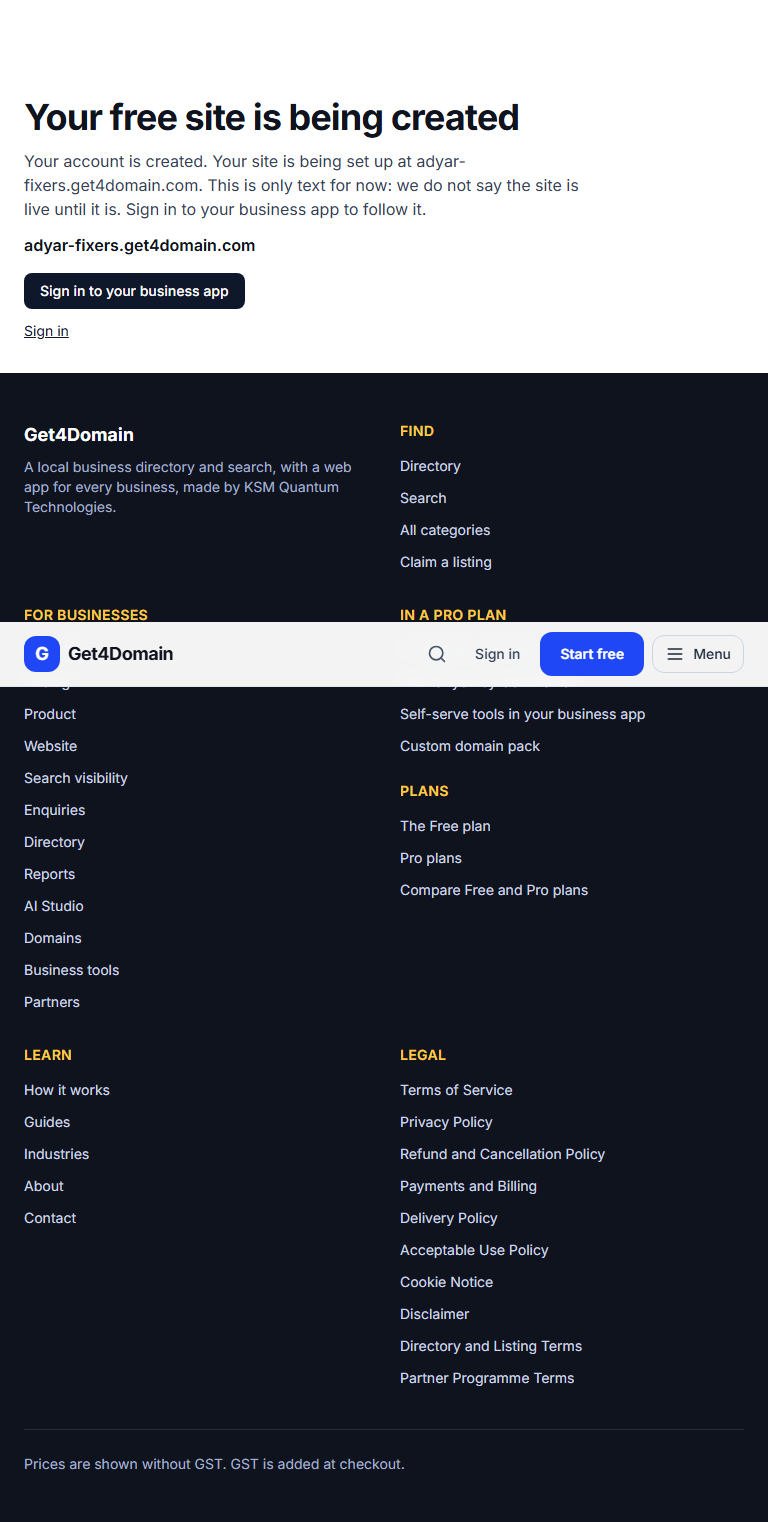 Your free site is being created
Your account is created. Your site is being set up at adyar-
fixers.get4domain.com. This is only text for now: we do not say the site is
live until it is. Sign in to your business app to follow it.
adyar-fixers.get4domain.com
Sign in to your business app
Sign in
Get4Domain
A local business directory and search, with a web
app for every business, made by KSM Quantum
Technologies.
FIND
Directory
Search
All categories
Claim a listing
FOR BUSINESSES
IN A PRO PLAN
G Get4Domain
Sign in
Start free
Menu
Product
Website
Search visibility
Enquiries
Directory
Reports
AI Studio
Domains
Business tools
Partners
Self-serve tools in your business app
Custom domain pack
PLANS
The Free plan
Pro plans
Compare Free and Pro plans
LEARN
How it works
Guides
Industries
About
Contact
LEGAL
Terms of Service
Privacy Policy
Refund and Cancellation Policy
Payments and Billing
Delivery Policy
Acceptable Use Policy
Cookie Notice
Disclaimer
Directory and Listing Terms
Partner Programme Terms
Prices are shown without GST. GST is added at checkout.